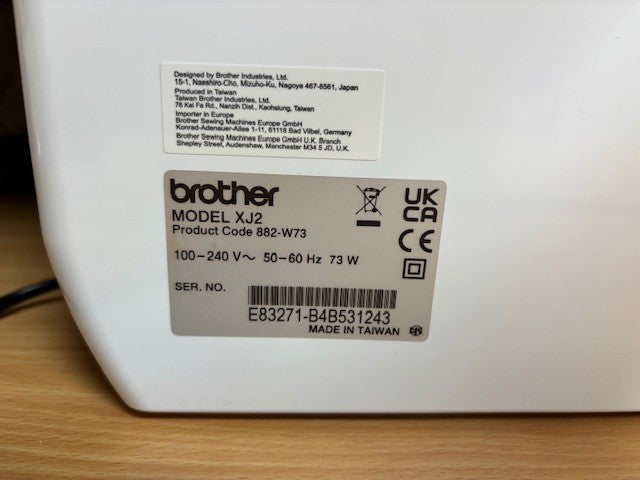 Designed by Brother Industries, Ltd.
15-1, Naeshiro-Cho, Mizuho-Ku, Nagoya 467-8561, Japan
Produced in Taiwan
Taiwan Brother Industries, Ltd.
76 Kai Fa Rd., Nanzih Dist., Kaohsiung, Taiwan
Importer in Europe
Brother Sewing Machines Europe GmbH
Konrad-Adenauer-Allee 1-11, 61118 Bad Vilbel, Germany
Brother Sewing Machines Europe GmbH U.K. Branch
Shepley Street, Audenshaw, Manchester M34 5 JD, U.K.
brother
MODEL XJ2
Product Code 882-W73
UK
CA
CE
100-240 V~ 50-60 Hz 73 W
SER. NO.
E83271-B4B531243
MADE IN TAIWAN